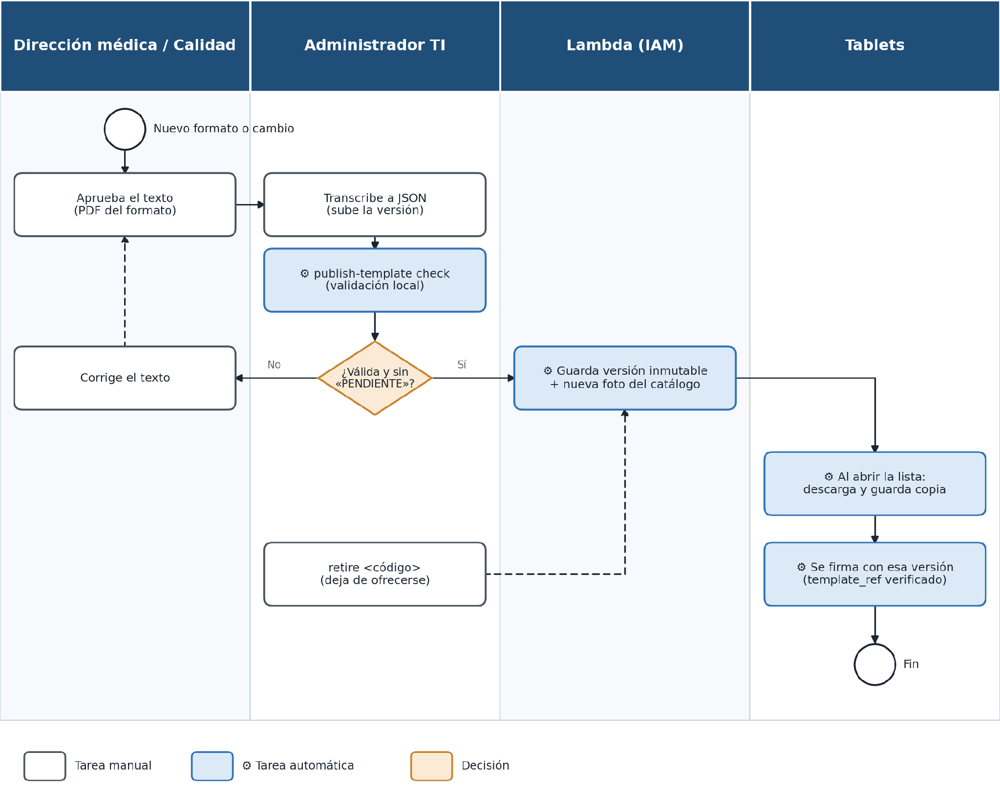 Dirección médica / Calidad
Administrador TI
Lambda (IAM)
Tablets
Nuevo formato o cambio
Aprueba el texto
(PDF del formato)
Transcribe a JSON
(sube la versión)
⚙ publish-template check
(validación local)
Corrige el texto
No
¿Válida y sin
«PENDIENTE»?
Sí
⚙ Guarda versión inmutable
+ nueva foto del catálogo
⚙ Al abrir la lista:
descarga y guarda copia
retire <código>
(deja de ofrecerse)
⚙ Se firma con esa versión
(template_ref verificado)
Fin
Tarea manual
⚙ Tarea automática
Decisión